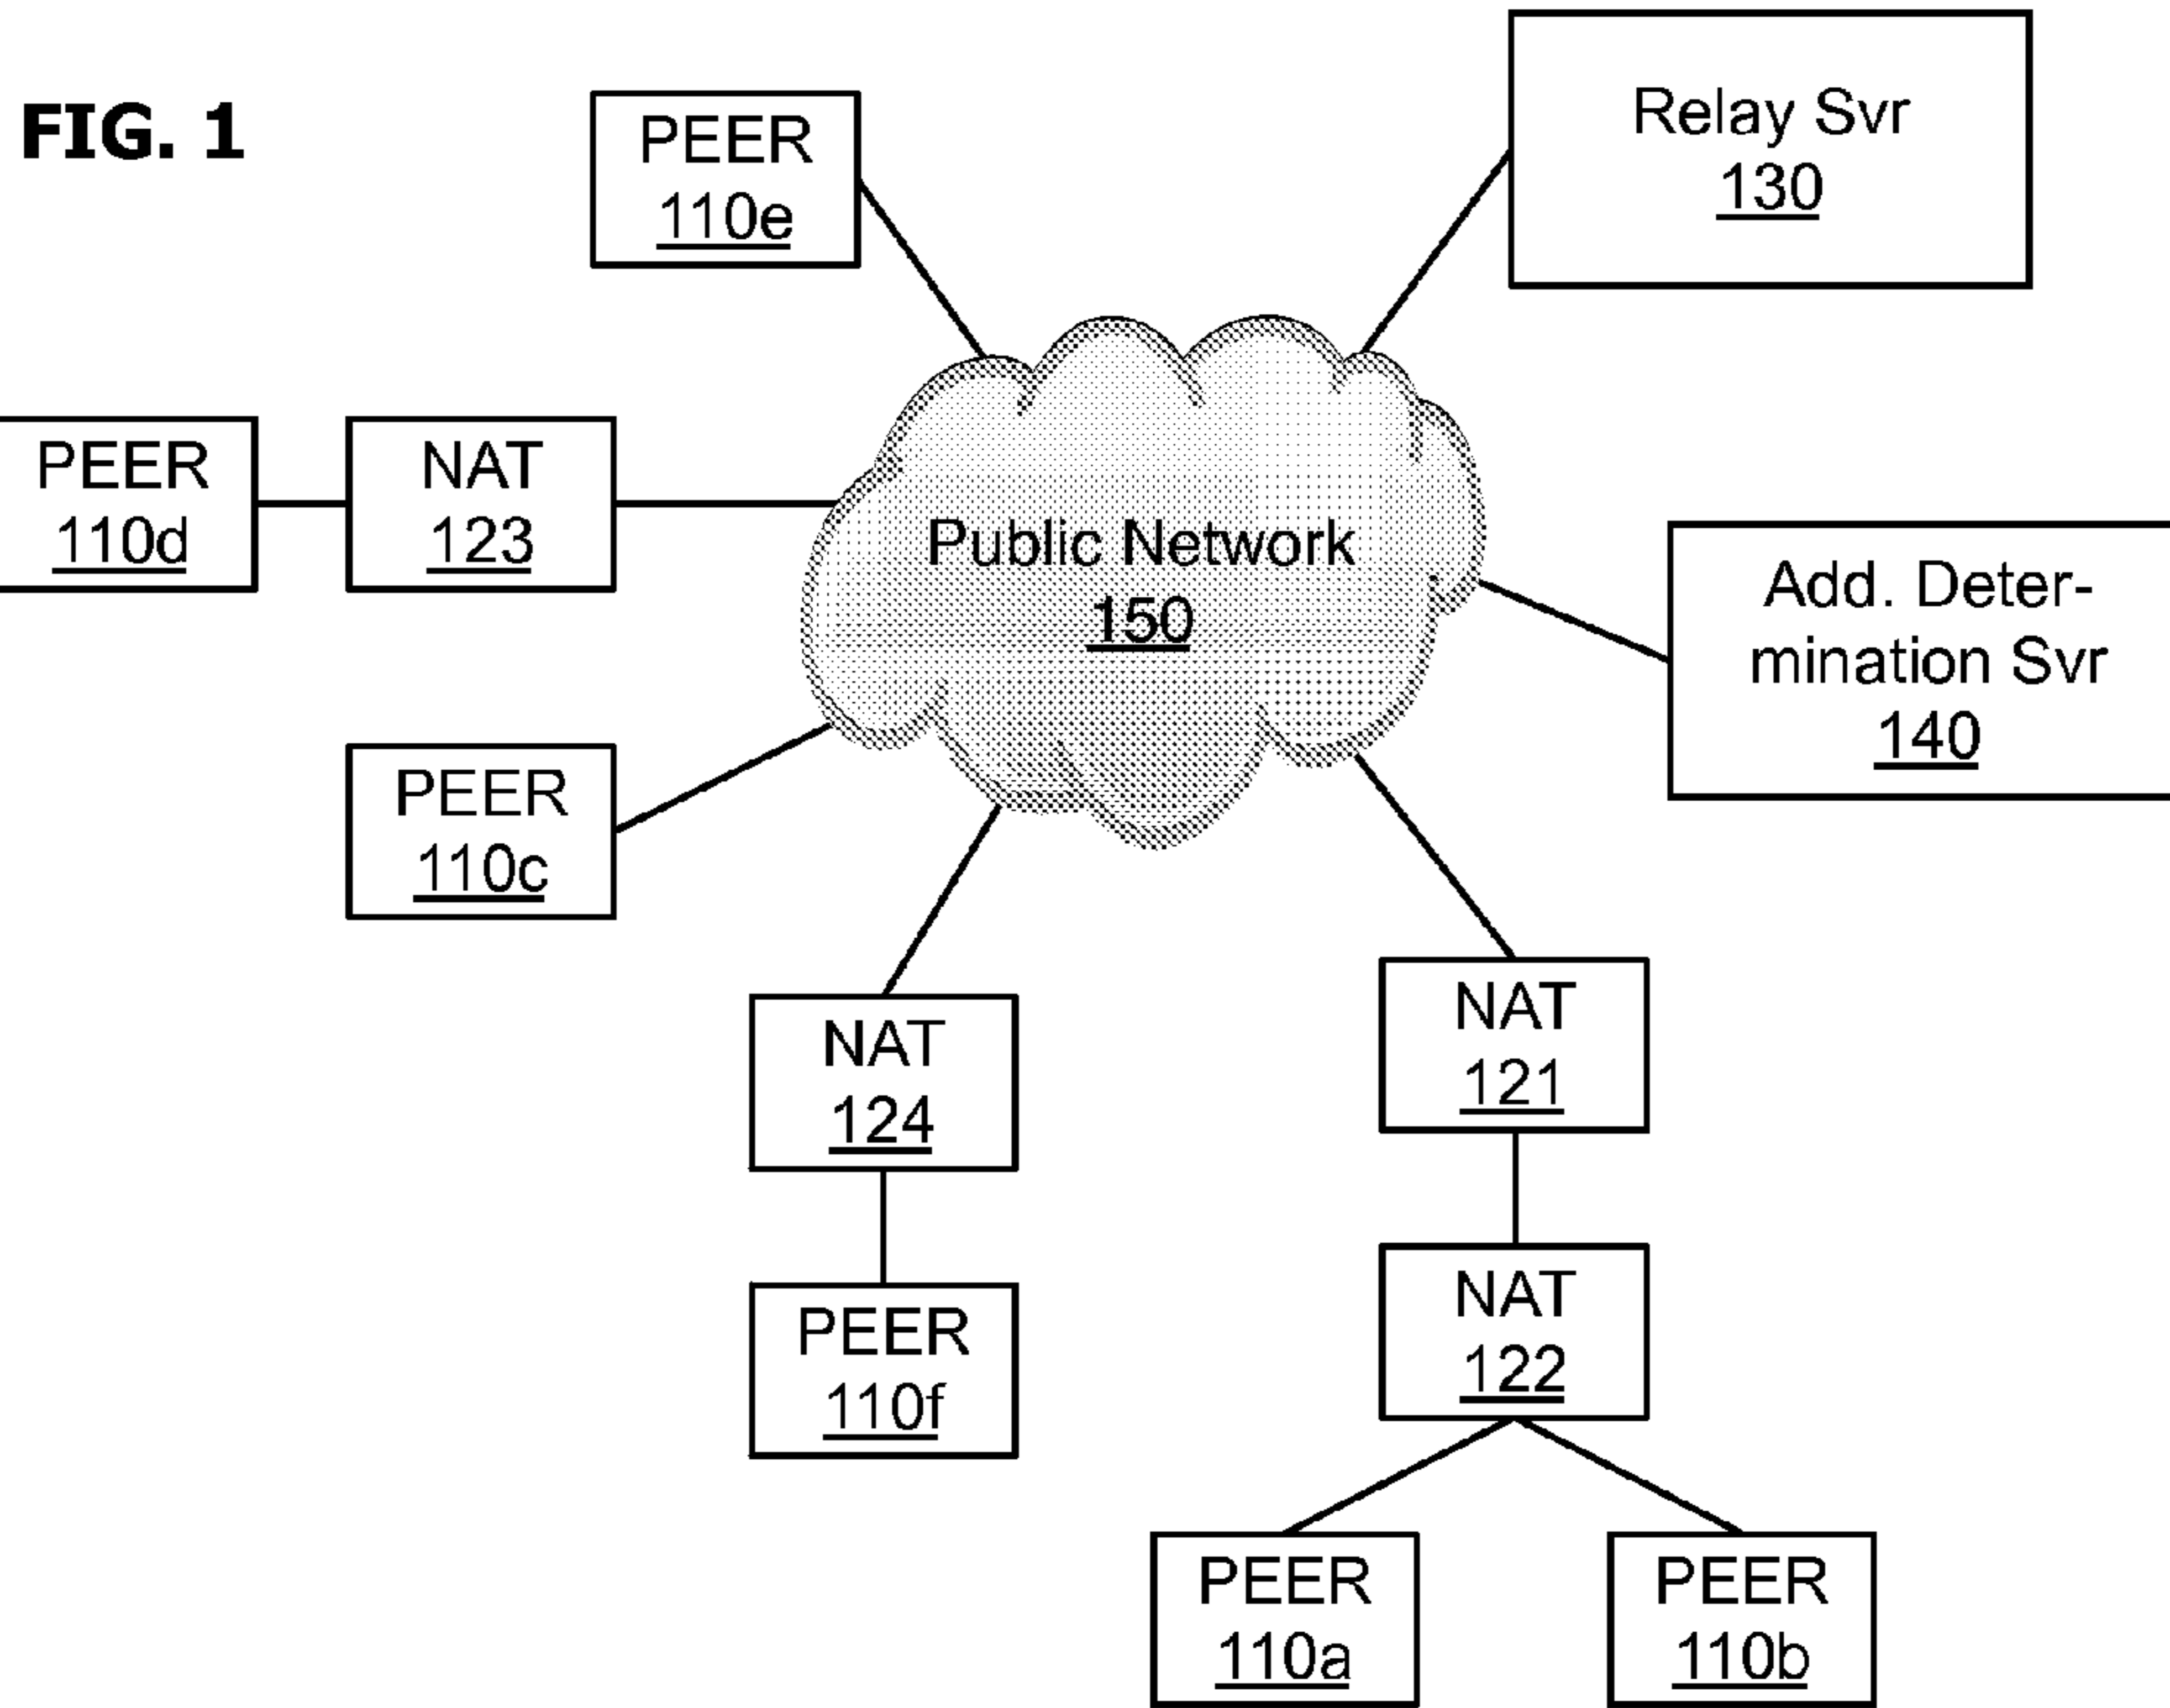 FIG. 1
PEER
110e
Relay Svr
130
PEER
110d
NAT
123
Public Network
150
Add. Deter-
mination Svr
140
PEER
110c
NAT
124
NAT
121
PEER
110f
NAT
122
PEER
110a
PEER
110b